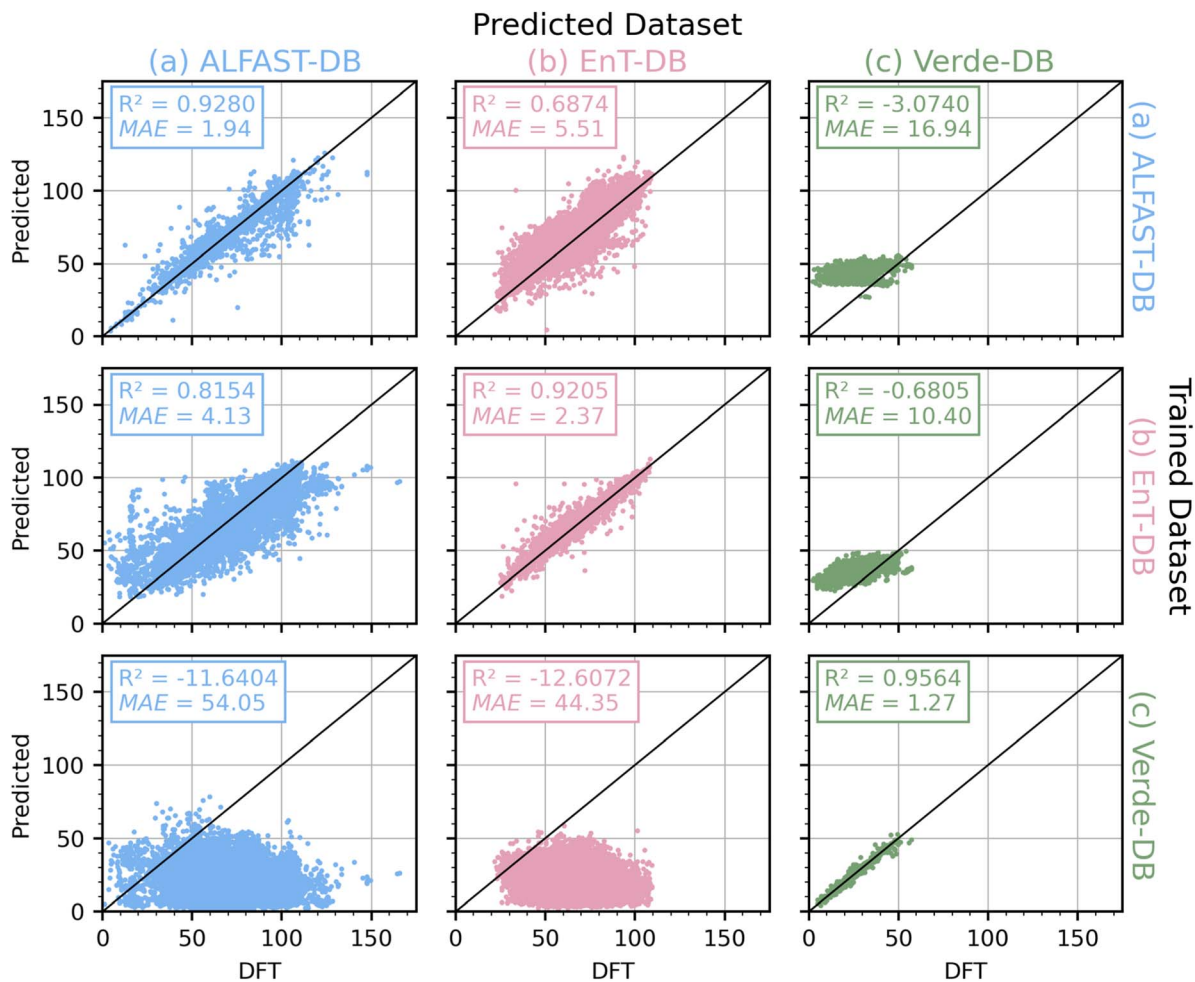 Predicted Dataset
(a) ALFAST-DB
(b) EnT-DB
(c) Verde-DB
R² = 0.9280
MAE = 1.94
R² = 0.6874
MAE = 5.51
R² = -3.0740
MAE = 16.94
150
100
50
0
Predicted
(a) ALFAST-DB
R² = 0.8154
MAE = 4.13
R² = 0.9205
MAE = 2.37
R² = -0.6805
MAE = 10.40
150
100
50
0
Predicted
(b) EnT-DB
Trained Dataset
R² = -11.6404
MAE = 54.05
R² = -12.6072
MAE = 44.35
R² = 0.9564
MAE = 1.27
150
100
50
0
Predicted
(c) Verde-DB
0 50 100 150
0 50 100 150
0 50 100 150
DFT
DFT
DFT